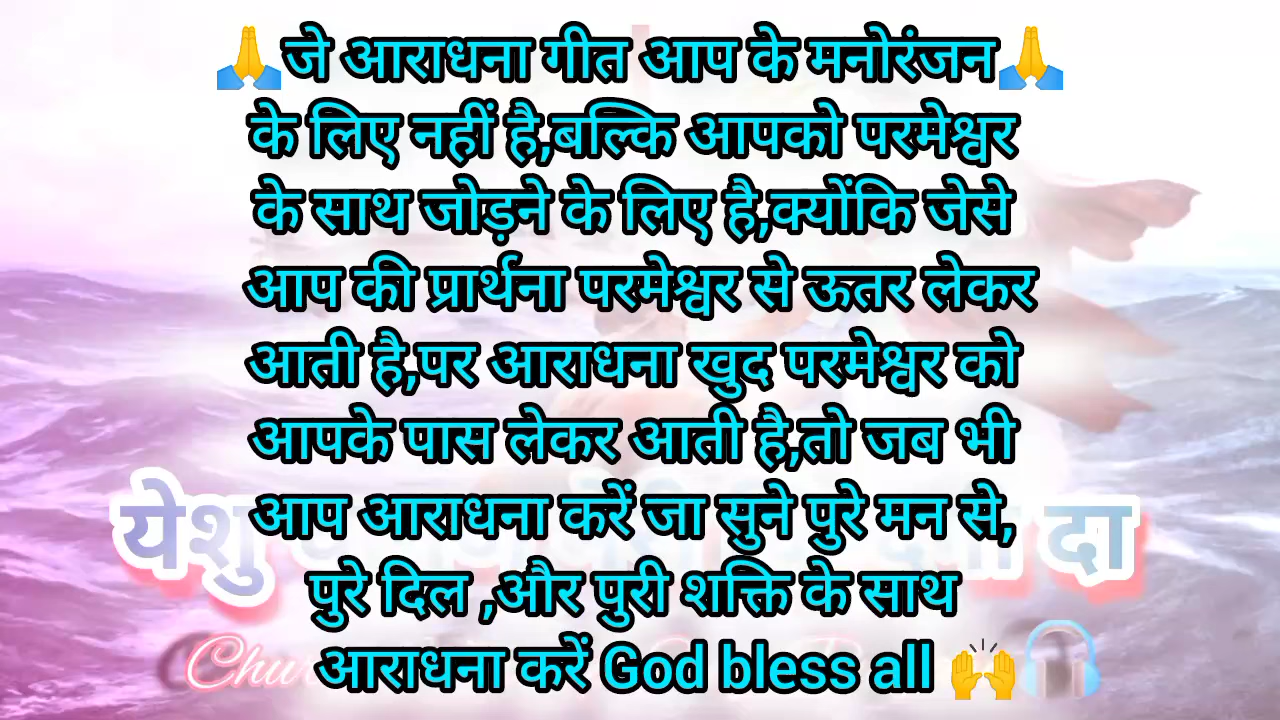 🙏जे आराधना गीत आप के मनोरंजन🙏
के लिए नहीं है,बल्कि आपको परमेश्वर
के साथ जोड़ने के लिए है,क्योंकि जेसे
आप की प्रार्थना परमेश्वर से ऊतर लेकर
आती है,पर आराधना खुद परमेश्वर को
आपके पास लेकर आती है,तो जब भी
आप आराधना करें जा सुने पुरे मन से,
पुरे दिल ,और पुरी शक्ति के साथ
आराधना करें God bless all 🙌
येशु दा